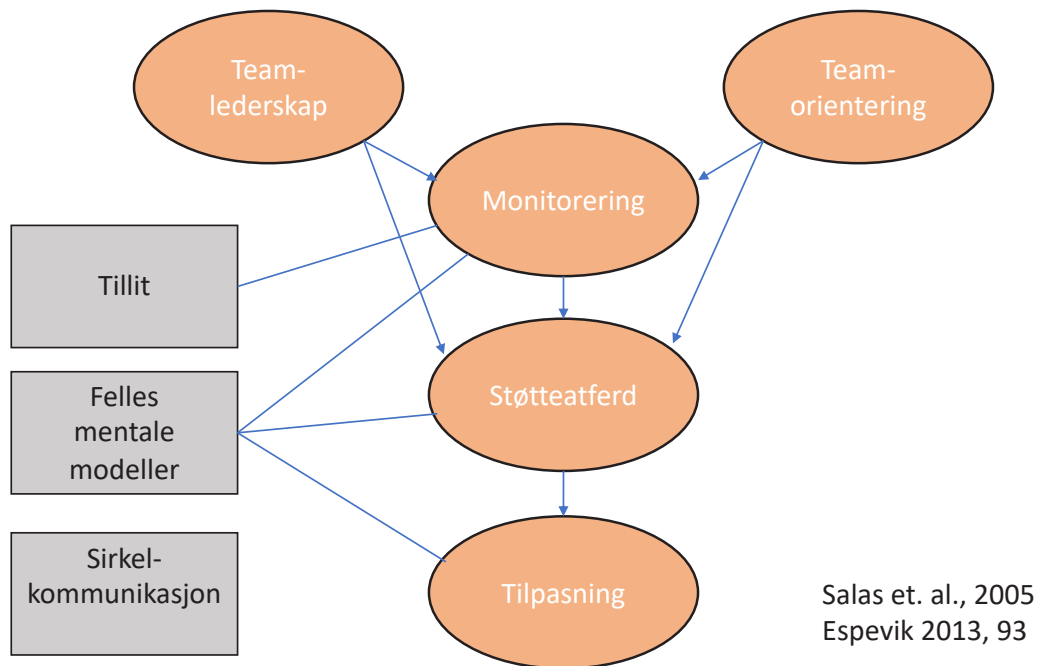 Team-
lederskap
Team-
orientering
Monitorering
Tillit
Støtteatferd
Felles
mentale
modeller
Sirkel-
kommunikasjon
Tilpasning
Salas et. al., 2005
Espevik 2013, 93